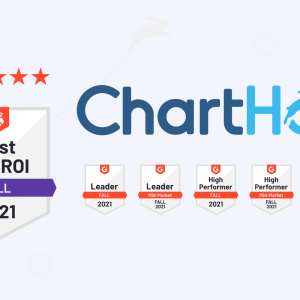 ChartHo
st
ROI
ALL
21
Leader
FALL
2021
Leader
Mid-Market
FALL
2021
High
Performer
FALL
2021
High
Performer
Mid-Market
FALL
2021